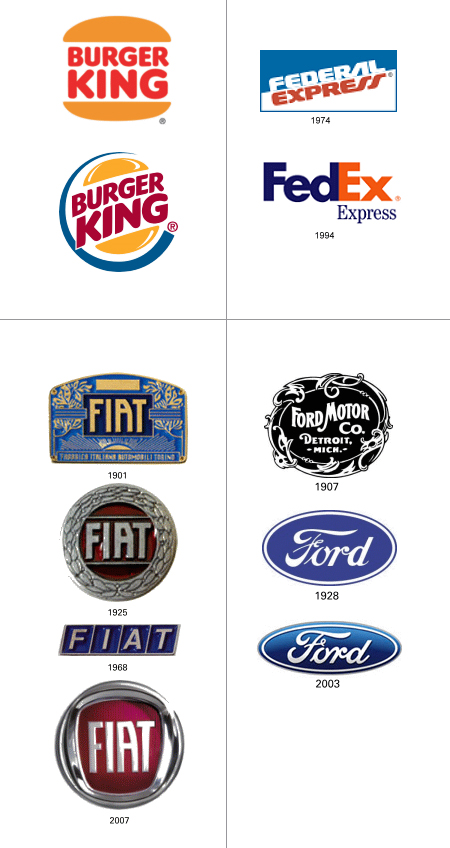 BURGER
KING
®
BURGER
KING
®
FEDERAL
EXPRESS®
1974
FedEx®
Express
1994
FIAT
FABBRICA ITALIANA AUTOMOBILI TORINO
1901
FIAT
1925
FIAT
1968
FIAT
2007
FORD MOTOR
CO.
DETROIT,
-MICH.-
1907
Ford
1928
Ford
2003